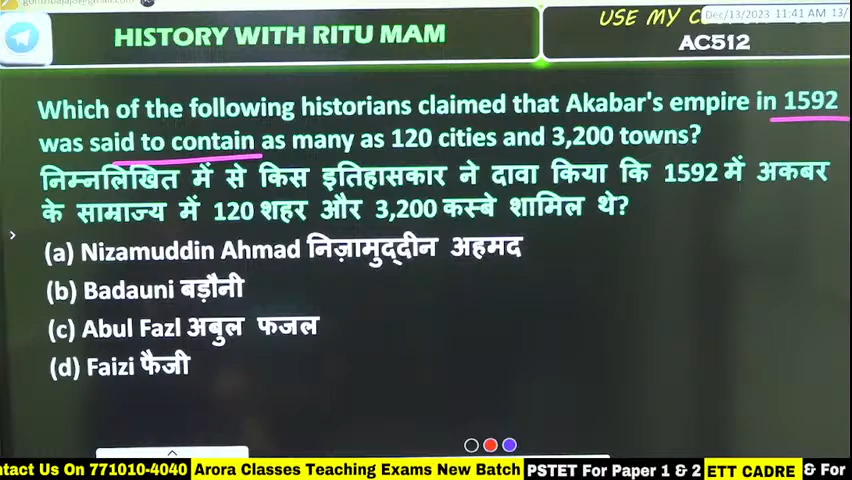 HISTORY WITH RITU MAM
USE MY
Dec/13/2023 11:41 AM, 13/
AC512
Which of the following historians claimed that Akabar's empire in 1592
was said to contain as many as 120 cities and 3,200 towns?
निम्नलिखित में से किस इतिहासकार ने दावा किया कि 1592 में अकबर
के साम्राज्य में 120 शहर और 3,200 कस्बे शामिल थे?
(a) Nizamuddin Ahmad निज़ामुद्दीन अहमद
(b) Badauni बड़ौनी
(c) Abul Fazl अबुल फजल
(d) Faizi फैजी
ntact Us On 771010-4040 Arora Classes Teaching Exams New Batch PSTET For Paper 1 & 2 ETT CADRE & For